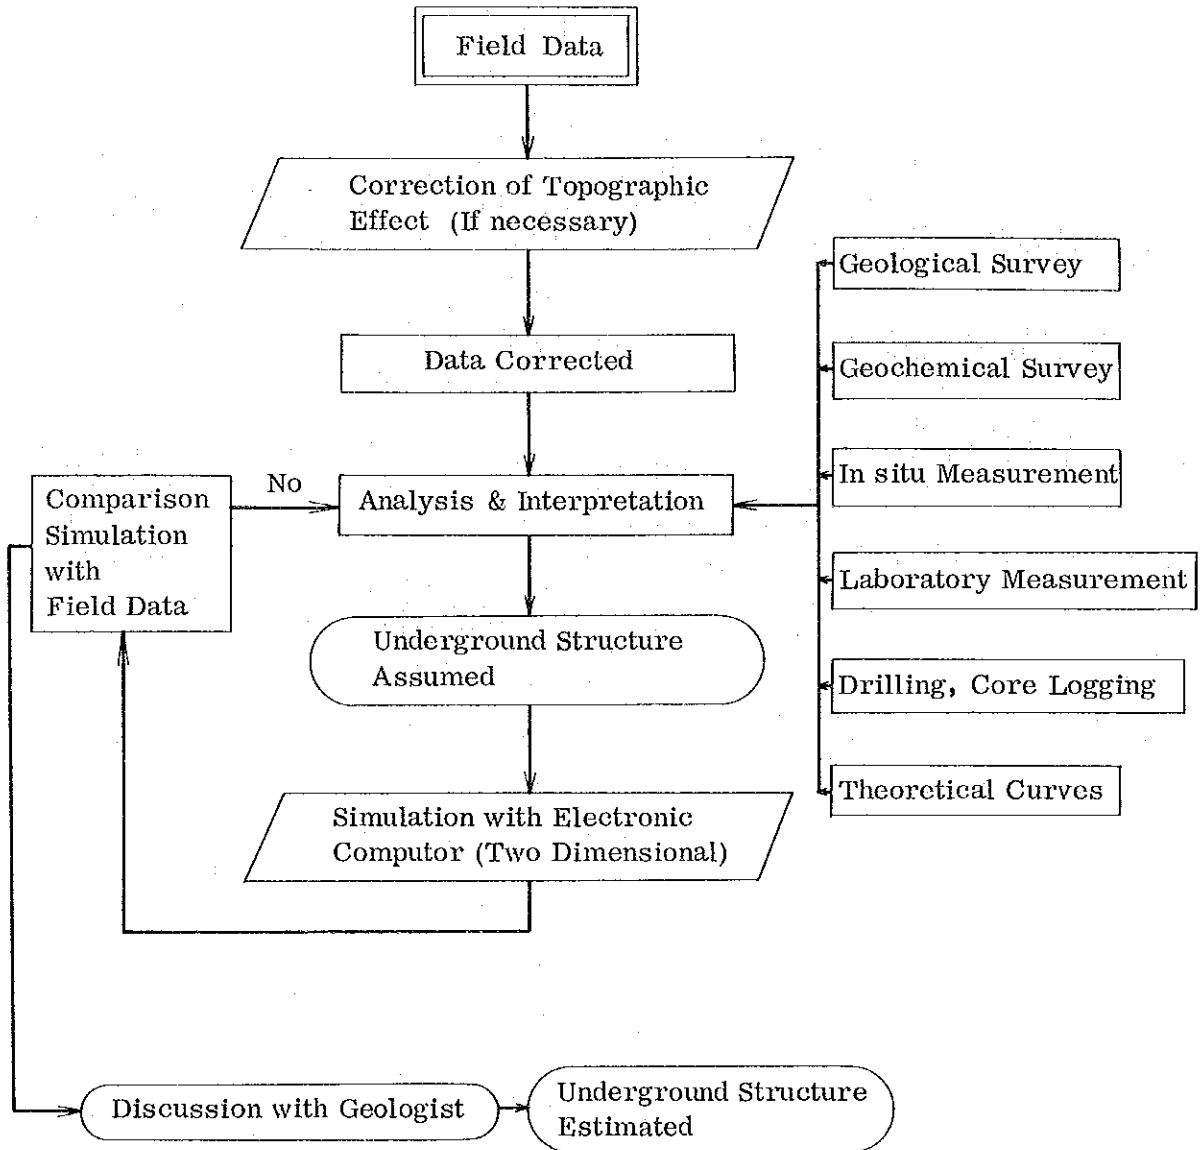 Field Data
Correction of Topographic
Effect (If necessary)
Data Corrected
Geological Survey
Geochemical Survey
In situ Measurement
Laboratory Measurement
Drilling, Core Logging
Theoretical Curves
No
Comparison
Simulation
with
Field Data
Analysis & Interpretation
Underground Structure
Assumed
Simulation with Electronic
Computor (Two Dimensional)
Discussion with Geologist
Underground Structure
Estimated